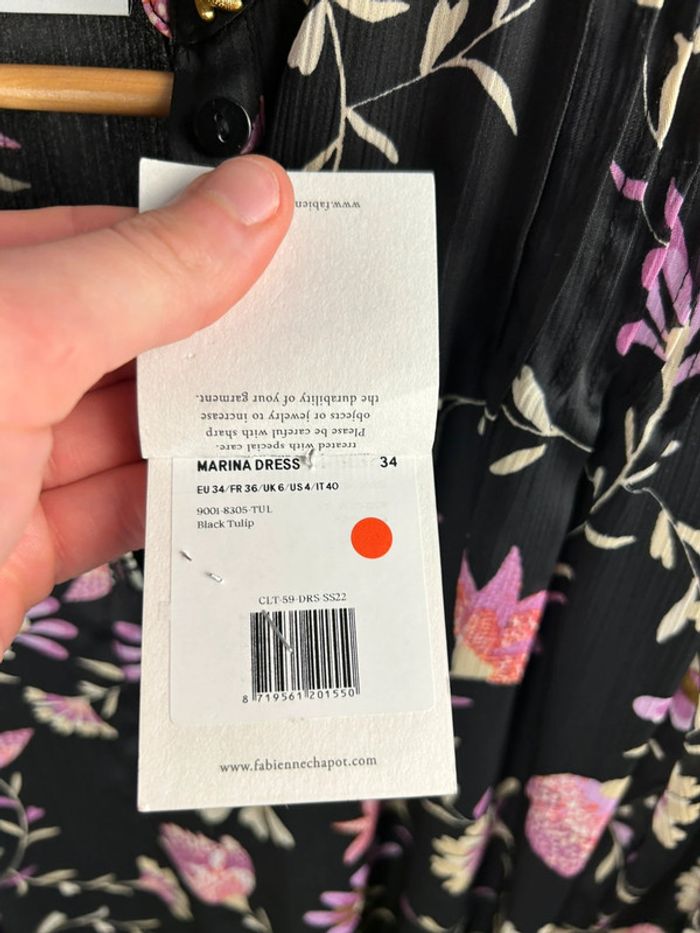 www.fabien
treated with special care.
Please be careful with sharp
objects or jewelry to increase
the durability of your garment.
MARINA DRESS 34
EU 34/FR 36/UK 6/US 4/IT 40
9001-8305-TUL
Black Tulip
CLT-59-DRS SS22
8 719561 201550
www.fabiennechapot.com